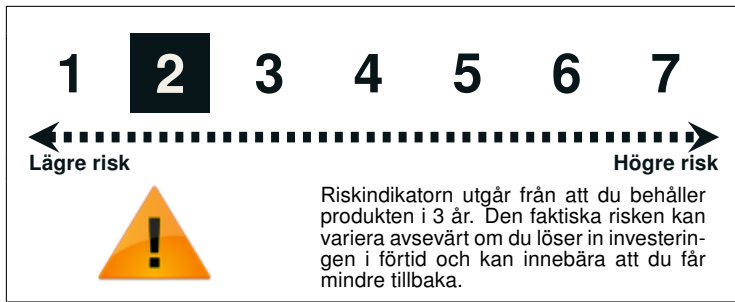 1 2 3 4 5 6 7
Lägre risk Högre risk
Riskindikatorn utgår från att du behåller
produkten i 3 år. Den faktiska risken kan
variera avsevärt om du löser in investerin-
gen i förtid och kan innebära att du får
mindre tillbaka.